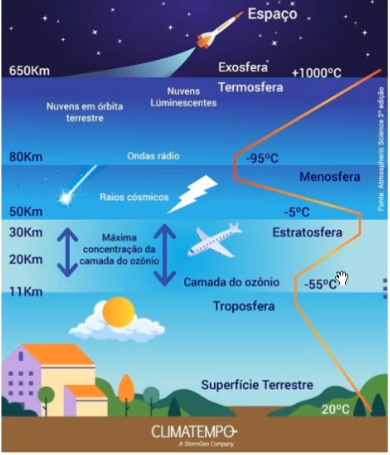 Espaço
Exosfera
650Km
+1000ºC
Termosfera
Nuvens
Lúminescentes
Nuvens em órbita
terrestre
Fonte: Atmospheric Science 3ª edição
80Km
Ondas rádio
-95ºC
Menosfera
Raios cósmicos
50Km
-5ºC
30Km
Estratosfera
Máxima
concentração da
camada do ozônio
20Km
Camada do ozônio
-55ºC
11Km
Troposfera
Superfície Terrestre
20ºC
CLIMATEMPO
A StormGeo Company